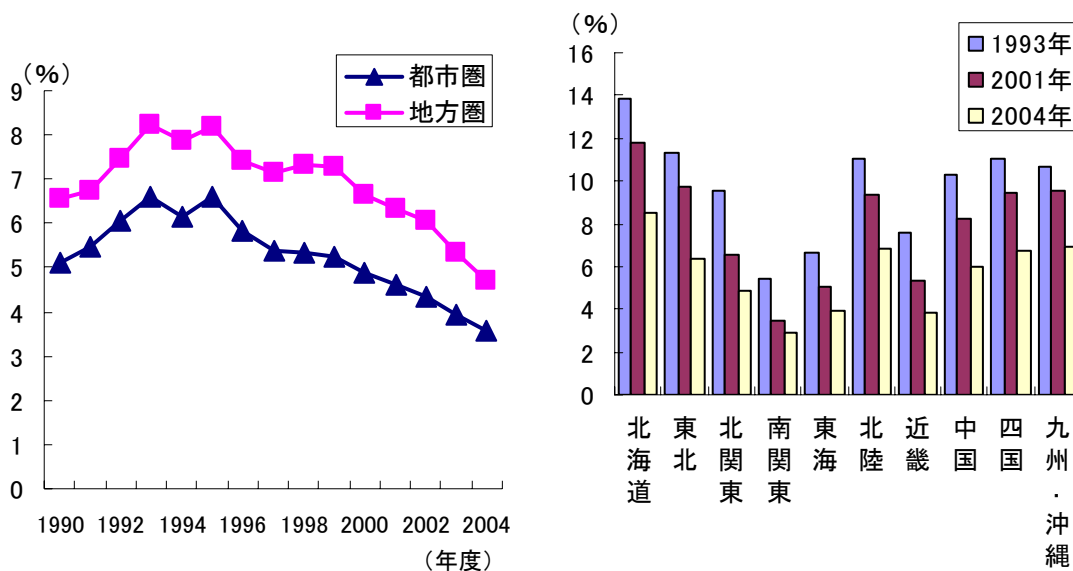 (%)
都市圏
地方圏
9
8
7
6
5
4
3
2
1
0
1990 1992 1994 1996 1998 2000 2002 2004
(年度)
(%)
1993年
2001年
2004年
16
14
12
10
8
6
4
2
0
北海道
東北
北関東
南関東
東海
北陸
近畿
中国
四国
九州・沖縄